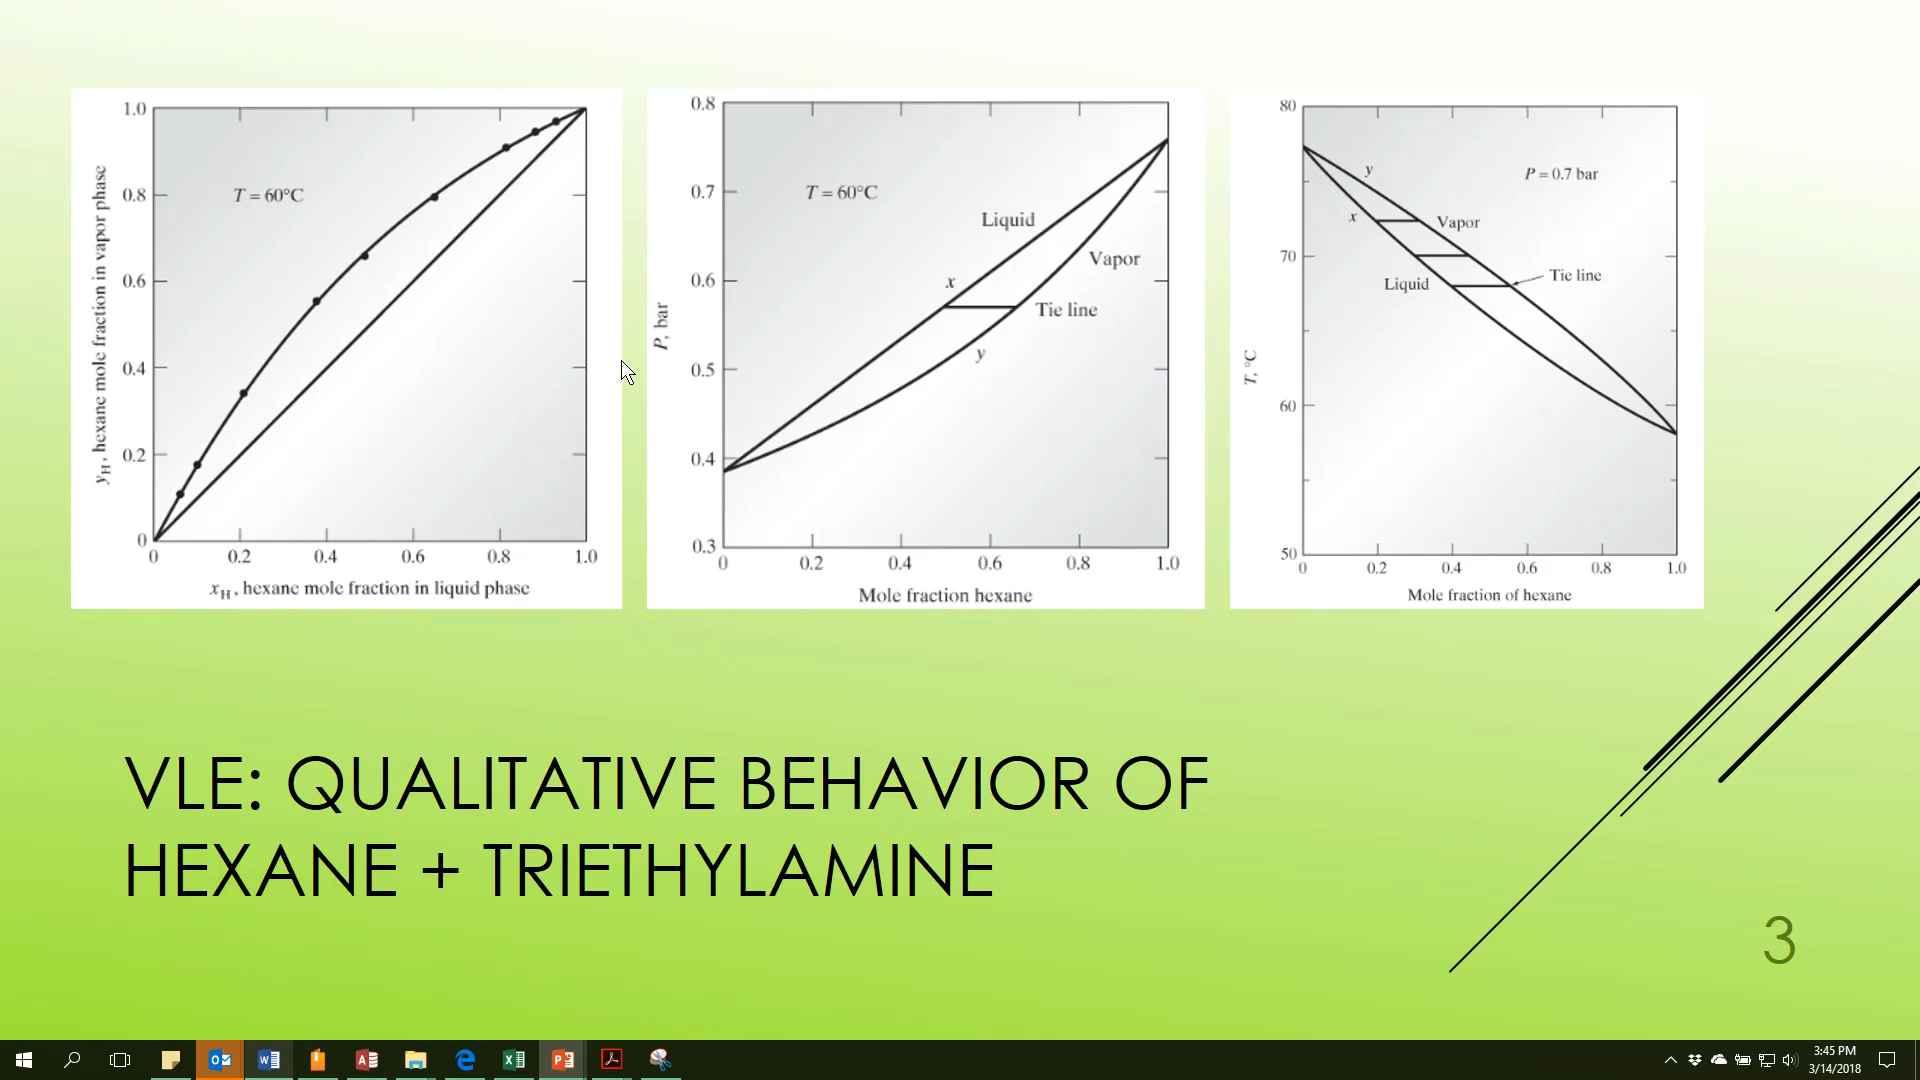 1.0
0.8
0.6
0.4
0.2
0
y_H, hexane mole fraction in vapor phase
T = 60°C
0 0.2 0.4 0.6 0.8 1.0
x_H, hexane mole fraction in liquid phase
0.8
0.7
0.6
0.5
0.4
0.3
P, bar
T = 60°C
Liquid
Vapor
x
Tie line
y
0 0.2 0.4 0.6 0.8 1.0
Mole fraction hexane
80
70
60
50
T, °C
P = 0.7 bar
y
x
Vapor
Tie line
Liquid
0 0.2 0.4 0.6 0.8 1.0
Mole fraction of hexane
VLE: QUALITATIVE BEHAVIOR OF
HEXANE + TRIETHYLAMINE
3
3:45 PM
3/14/2018